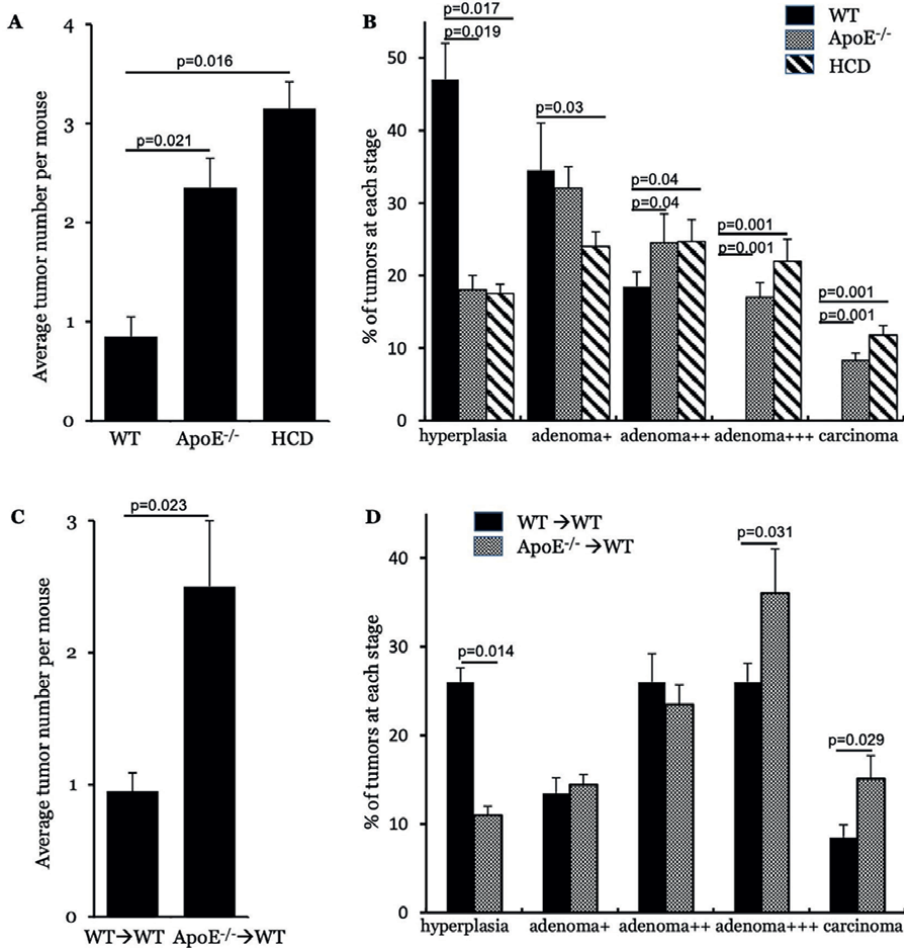 A
Average tumor number per mouse
4
3
2
1
0
p=0.016
p=0.021
WT ApoE-/- HCD
B
% of tumors at each stage
50
40
30
20
10
0
p=0.017
p=0.019
p=0.03
p=0.04
p=0.04
p=0.001
p=0.001
p=0.001
p=0.001
WT
ApoE-/-
HCD
hyperplasia adenoma+ adenoma++ adenoma+++ carcinoma
C
Average tumor number per mouse
3
2
1
0
p=0.023
WT→WT ApoE-/-→WT
D
% of tumors at each stage
40
30
20
10
0
WT →WT
ApoE-/- →WT
p=0.014
p=0.031
p=0.029
hyperplasia adenoma+ adenoma++ adenoma+++ carcinoma